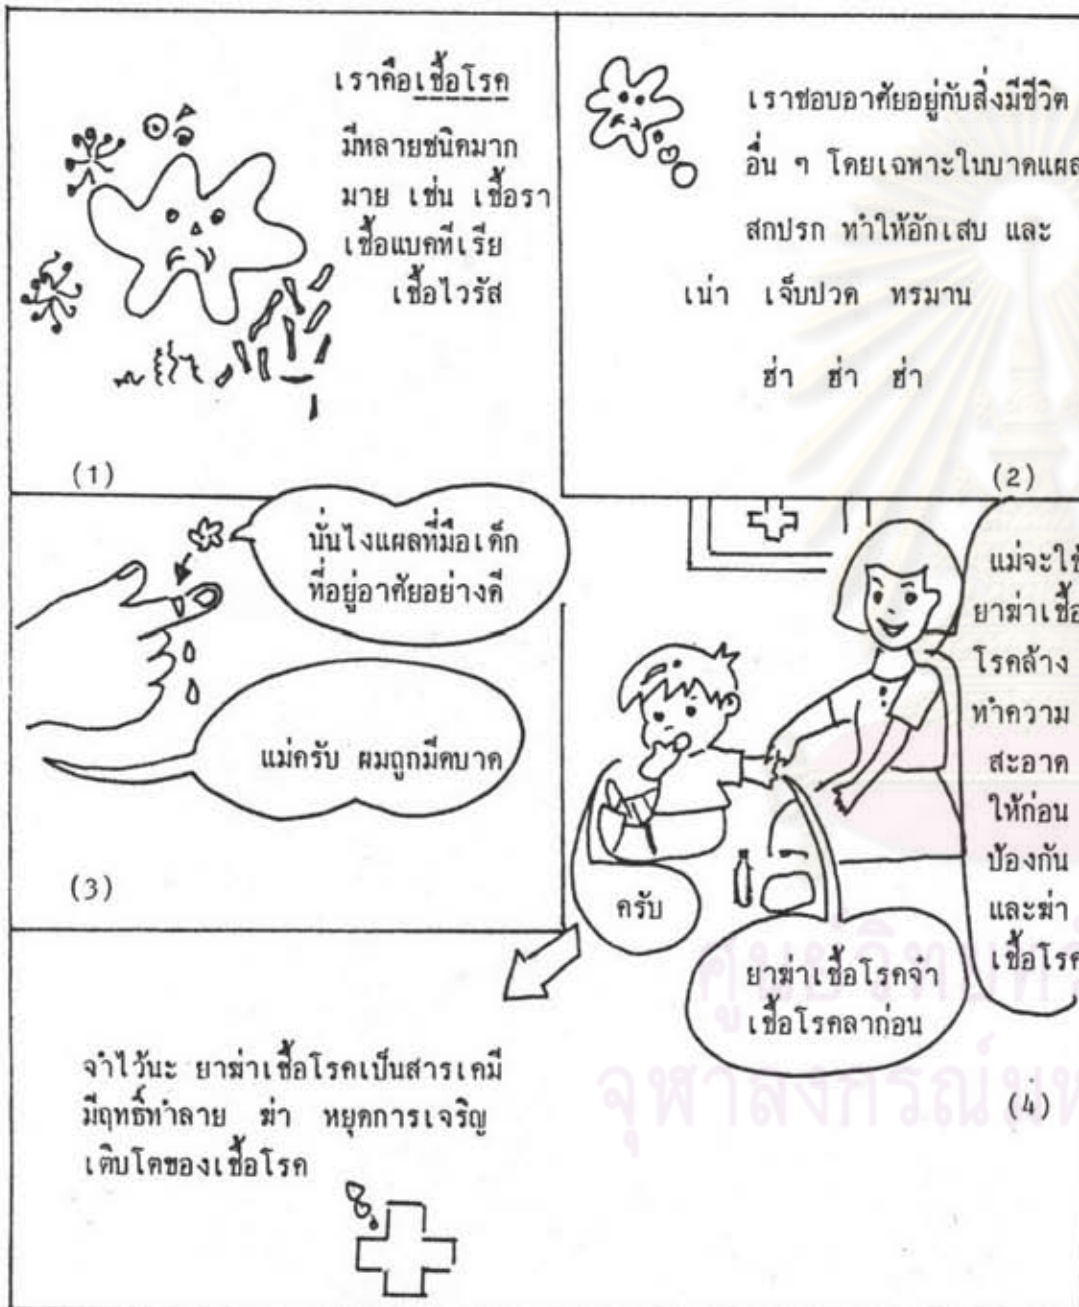 เราคือเชื้อโรค
มีหลายชนิดมาก
มาย เช่น เชื้อรา
เชื้อแบคทีเรีย
เชื้อไวรัส
(1)
เราชอบอาศัยอยู่กับสิ่งมีชีวิต
อื่น ๆ โดยเฉพาะในบาดแผล
สกปรก ทำให้อักเสบ และ
เน่า เจ็บปวด ทรมาน
ฮ่า ฮ่า ฮ่า
(2)
นั่นไงแผลที่มือเด็ก
ที่อยู่อาศัยอย่างดี
แม่ครับ ผมถูกมีดบาด
(3)
แม่จะใช้
ยาฆ่าเชื้อ
โรคล้าง
ทำความ
สะอาด
ให้ก่อน
ป้องกัน
และฆ่า
เชื้อโรค
ครับ
ยาฆ่าเชื้อโรคจ๋า
เชื้อโรคลาก่อน
(4)
จำไว้นะ ยาฆ่าเชื้อโรคเป็นสารเคมี
มีฤทธิ์ทำลาย ฆ่า หยุดการเจริญ
เติบโตของเชื้อโรค